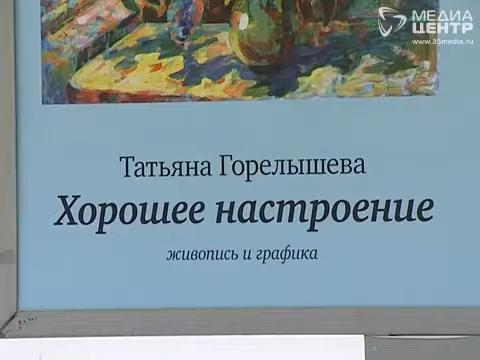 МЕДИА
ЦЕНТР
www.35media.ru
Татьяна Горелышева
Хорошее настроение
живопись и графика